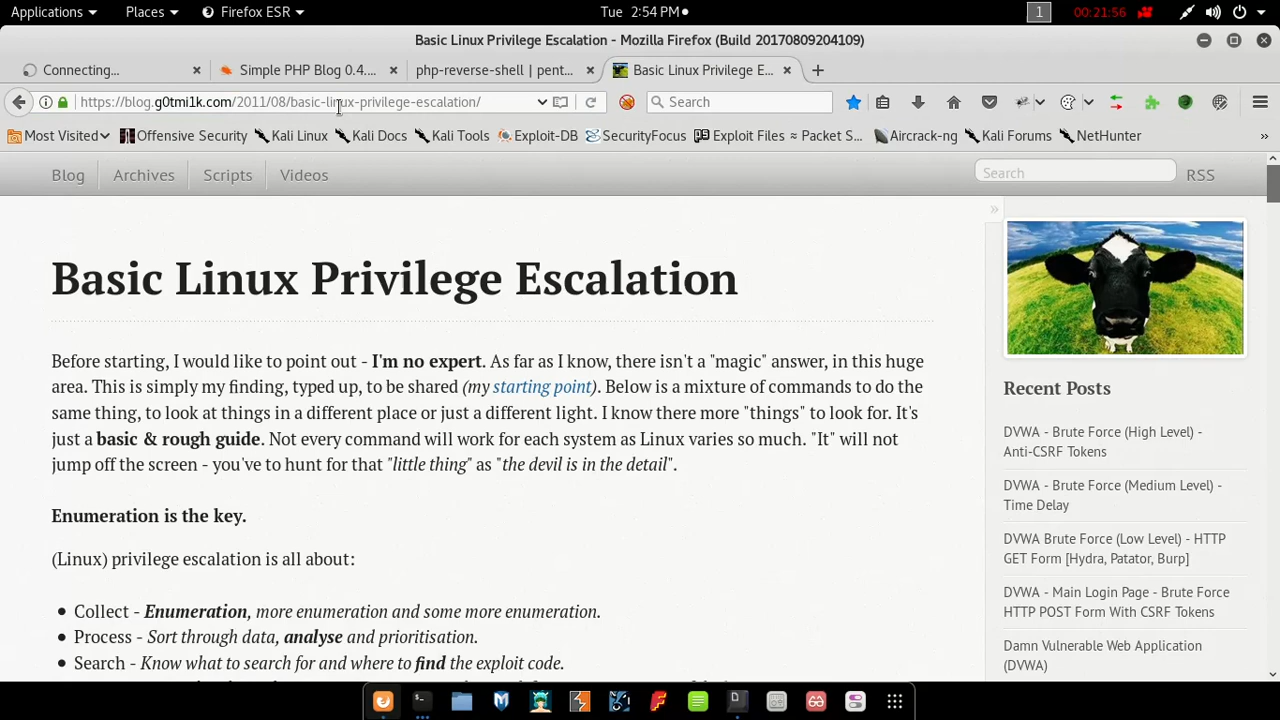 Applications Places Firefox ESR Tue 2:54 PM 1 00:21:56
Basic Linux Privilege Escalation - Mozilla Firefox (Build 20170809204109)
Connecting... Simple PHP Blog 0.4.... php-reverse-shell | pent... Basic Linux Privilege E...
https://blog.g0tmi1k.com/2011/08/basic-linux-privilege-escalation/ Search
Most Visited Offensive Security Kali Linux Kali Docs Kali Tools Exploit-DB SecurityFocus Exploit Files ≈ Packet S... Aircrack-ng Kali Forums NetHunter »
Blog Archives Scripts Videos Search RSS
»
Basic Linux Privilege Escalation
Before starting, I would like to point out - I'm no expert. As far as I know, there isn't a "magic" answer, in this huge
area. This is simply my finding, typed up, to be shared (my starting point). Below is a mixture of commands to do the
same thing, to look at things in a different place or just a different light. I know there more "things" to look for. It's
just a basic & rough guide. Not every command will work for each system as Linux varies so much. "It" will not
jump off the screen - you've to hunt for that "little thing" as "the devil is in the detail".
Enumeration is the key.
(Linux) privilege escalation is all about:
• Collect - Enumeration, more enumeration and some more enumeration.
• Process - Sort through data, analyse and prioritisation.
• Search - Know what to search for and where to find the exploit code.
Recent Posts
DVWA - Brute Force (High Level) -
Anti-CSRF Tokens
DVWA - Brute Force (Medium Level) -
Time Delay
DVWA Brute Force (Low Level) - HTTP
GET Form [Hydra, Patator, Burp]
DVWA - Main Login Page - Brute Force
HTTP POST Form With CSRF Tokens
Damn Vulnerable Web Application
(DVWA)